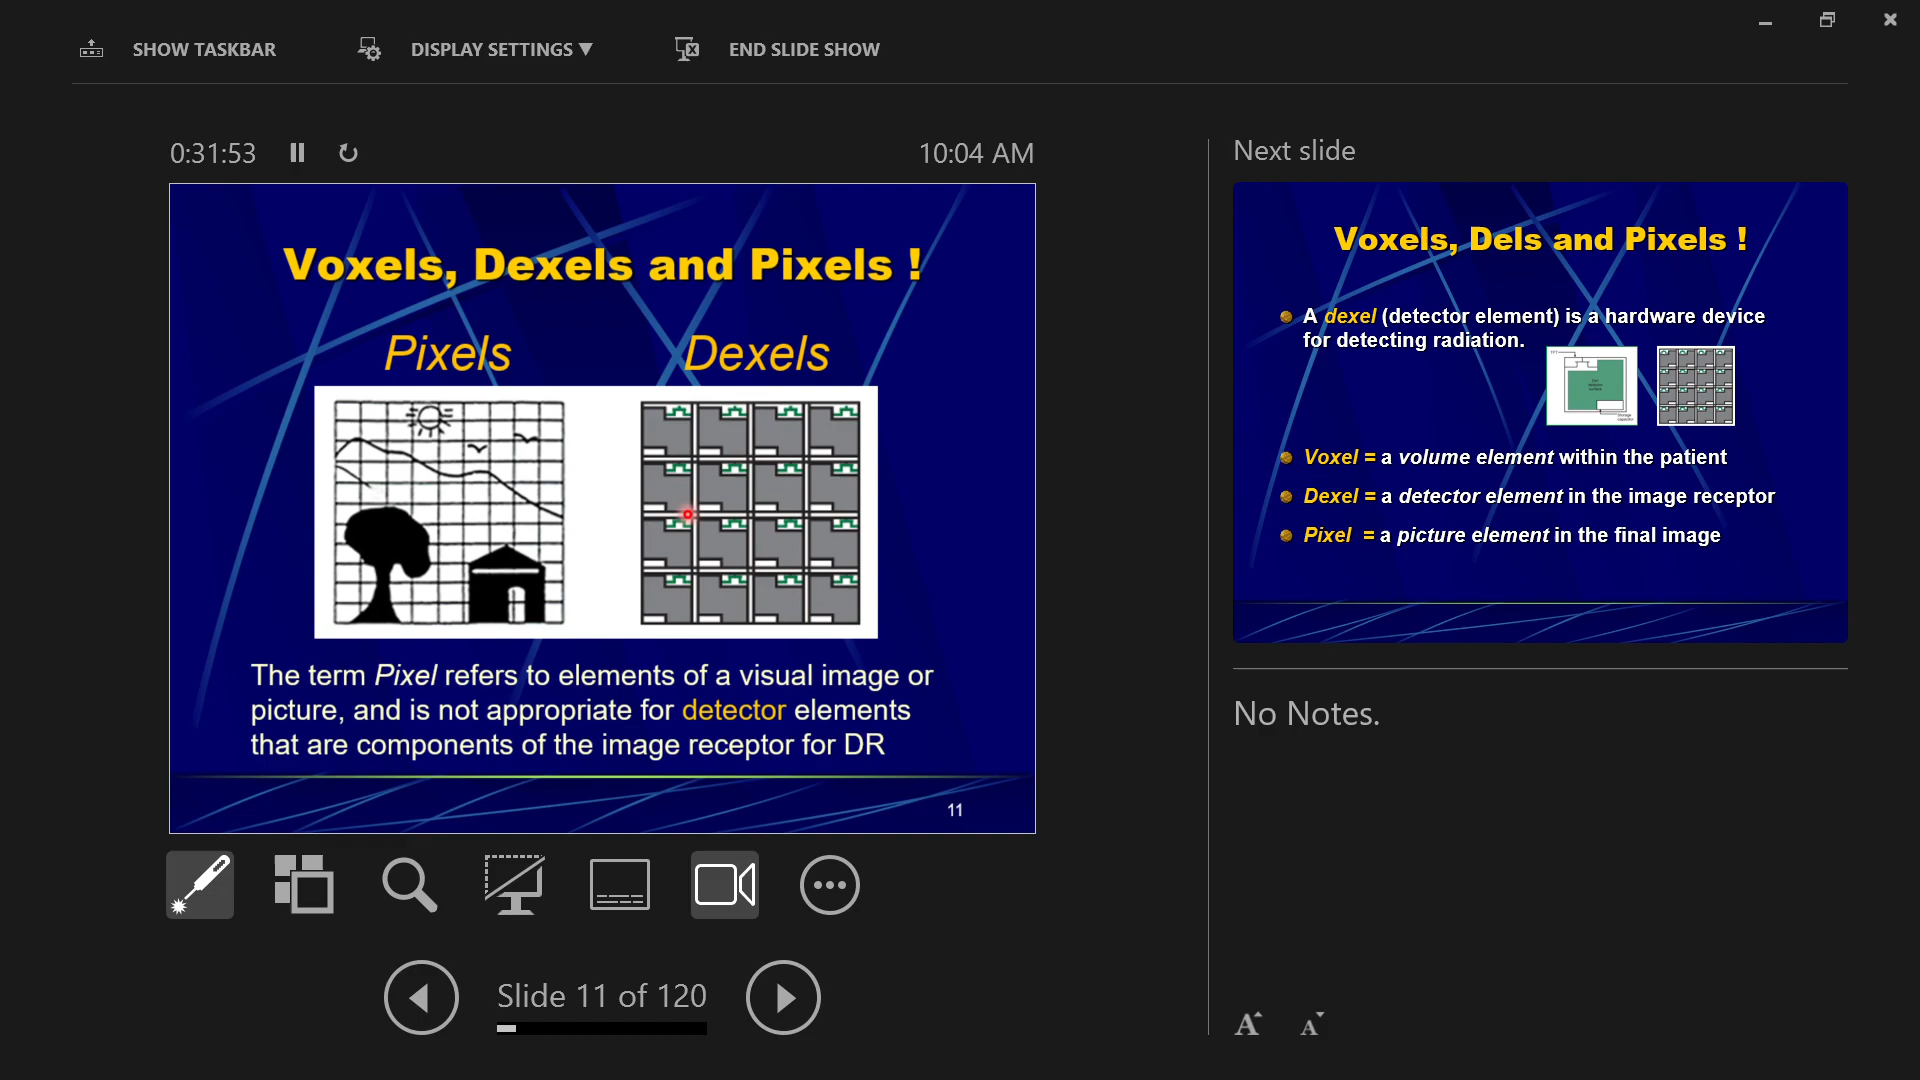 SHOW TASKBAR
DISPLAY SETTINGS ▼
END SLIDE SHOW
0:31:53
10:04 AM
Voxels, Dexels and Pixels !
Pixels
Dexels
The term Pixel refers to elements of a visual image or
picture, and is not appropriate for detector elements
that are components of the image receptor for DR
11
Slide 11 of 120
Next slide
Voxels, Dels and Pixels !
A dexel (detector element) is a hardware device
for detecting radiation.
Voxel = a volume element within the patient
Dexel = a detector element in the image receptor
Pixel = a picture element in the final image
No Notes.
A
A